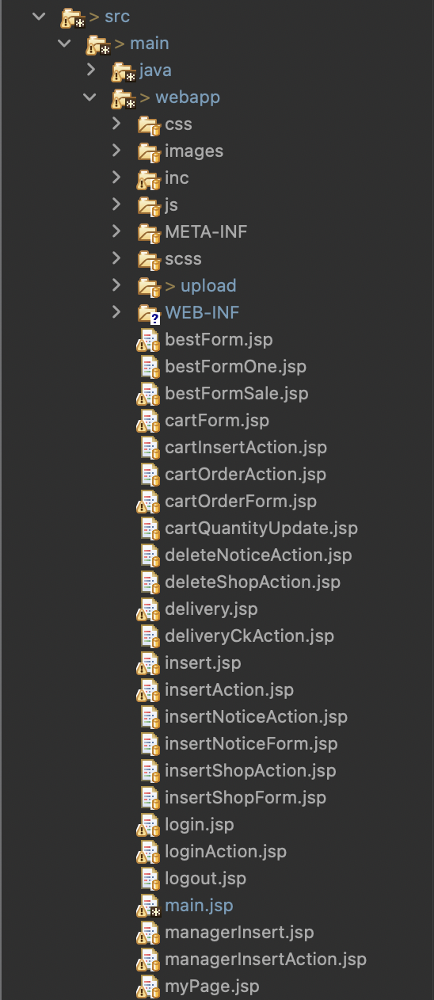 > src
> main
java
> webapp
css
images
inc
js
META-INF
scss
> upload
WEB-INF
bestForm.jsp
bestFormOne.jsp
bestFormSale.jsp
cartForm.jsp
cartInsertAction.jsp
cartOrderAction.jsp
cartOrderForm.jsp
cartQuantityUpdate.jsp
deleteNoticeAction.jsp
deleteShopAction.jsp
delivery.jsp
deliveryCkAction.jsp
insert.jsp
insertAction.jsp
insertNoticeAction.jsp
insertNoticeForm.jsp
insertShopAction.jsp
insertShopForm.jsp
login.jsp
loginAction.jsp
logout.jsp
main.jsp
managerInsert.jsp
managerInsertAction.jsp
myPage.jsp